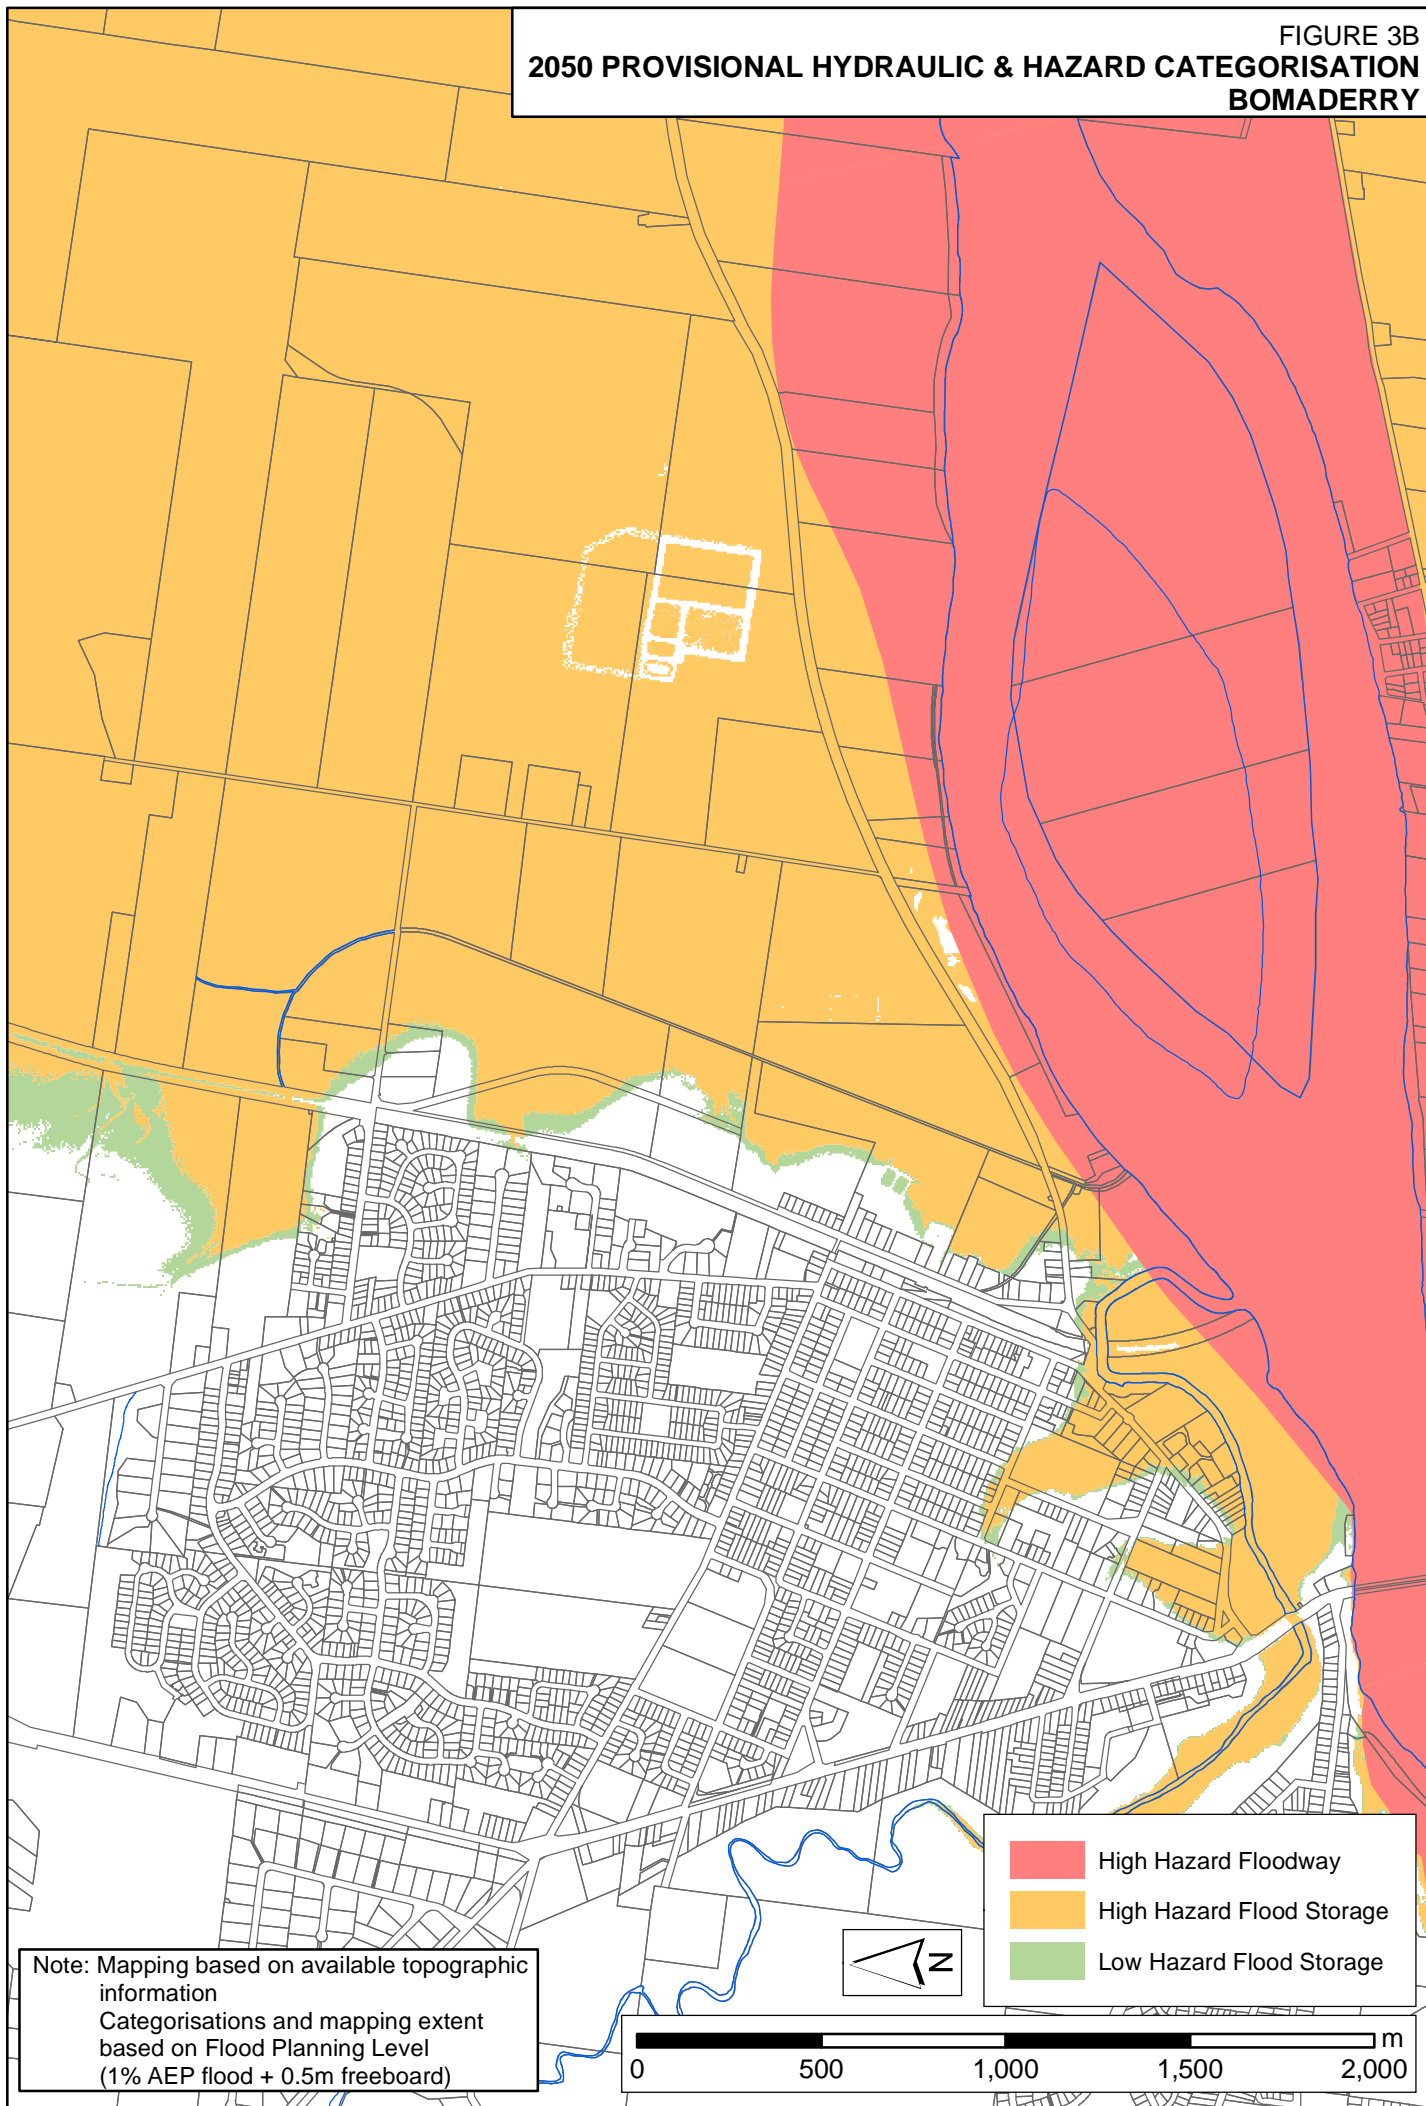 FIGURE 3B
2050 PROVISIONAL HYDRAULIC & HAZARD CATEGORISATION
BOMADERRY
High Hazard Floodway
High Hazard Flood Storage
Low Hazard Flood Storage
N
Note: Mapping based on available topographic
information
Categorisations and mapping extent
based on Flood Planning Level
(1% AEP flood + 0.5m freeboard)
m
0 500 1,000 1,500 2,000